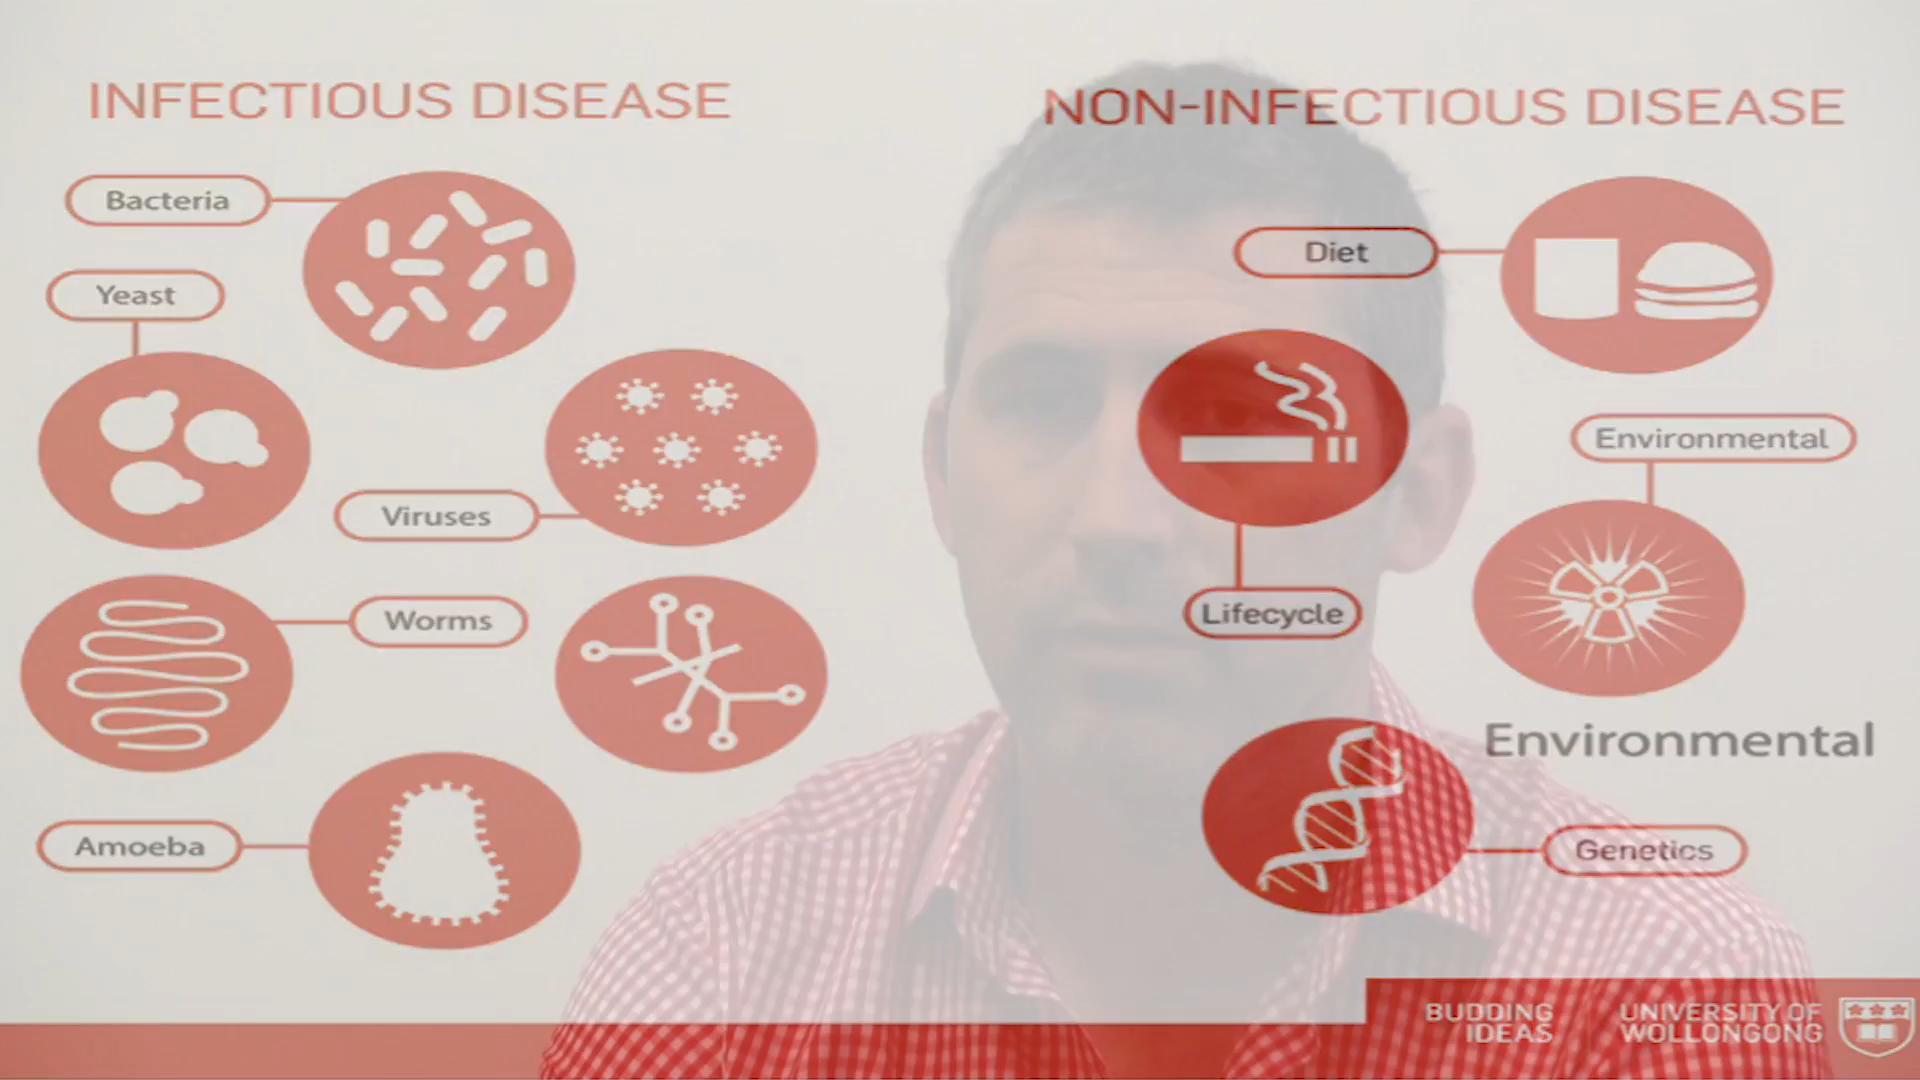 INFECTIOUS DISEASE
Bacteria
Yeast
Viruses
Worms
Amoeba
NON-INFECTIOUS DISEASE
Diet
Environmental
Lifecycle
Environmental
Genetics
BUDDING
IDEAS
UNIVERSITY OF
WOLLONGONG